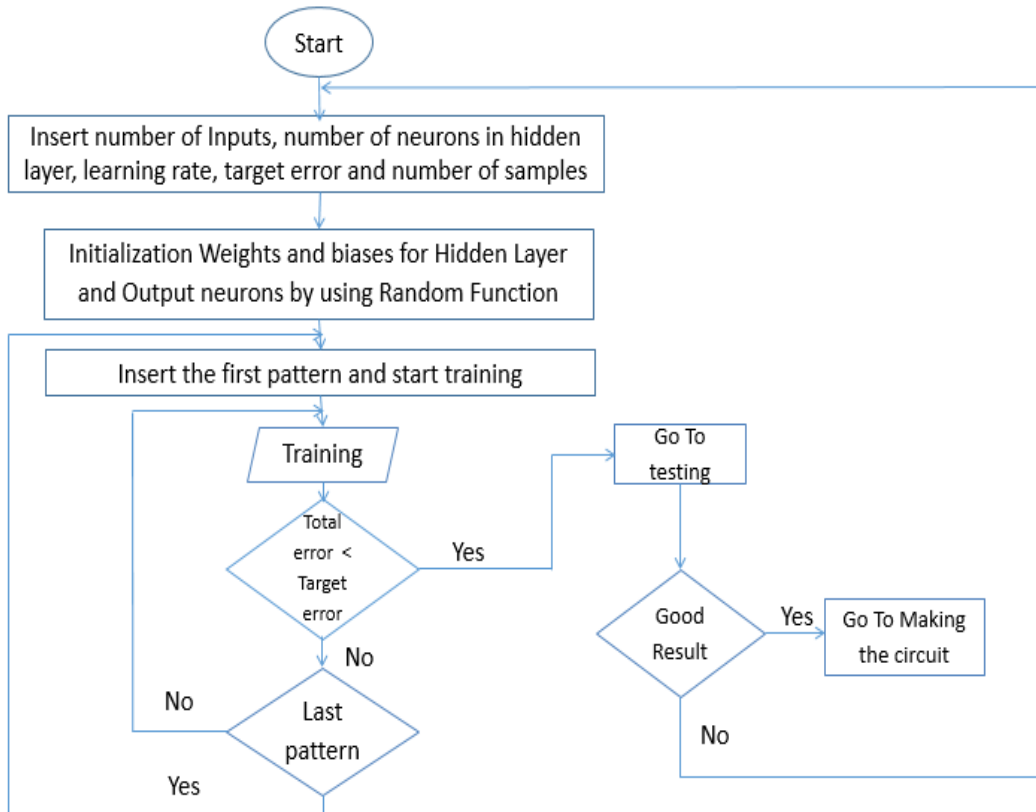 Start
Insert number of Inputs, number of neurons in hidden
layer, learning rate, target error and number of samples
Initialization Weights and biases for Hidden Layer
and Output neurons by using Random Function
Insert the first pattern and start training
Training
Total
error <
Target
error
Yes
No
Last
pattern
No
Yes
Go To
testing
Good
Result
Yes
Go To Making
the circuit
No